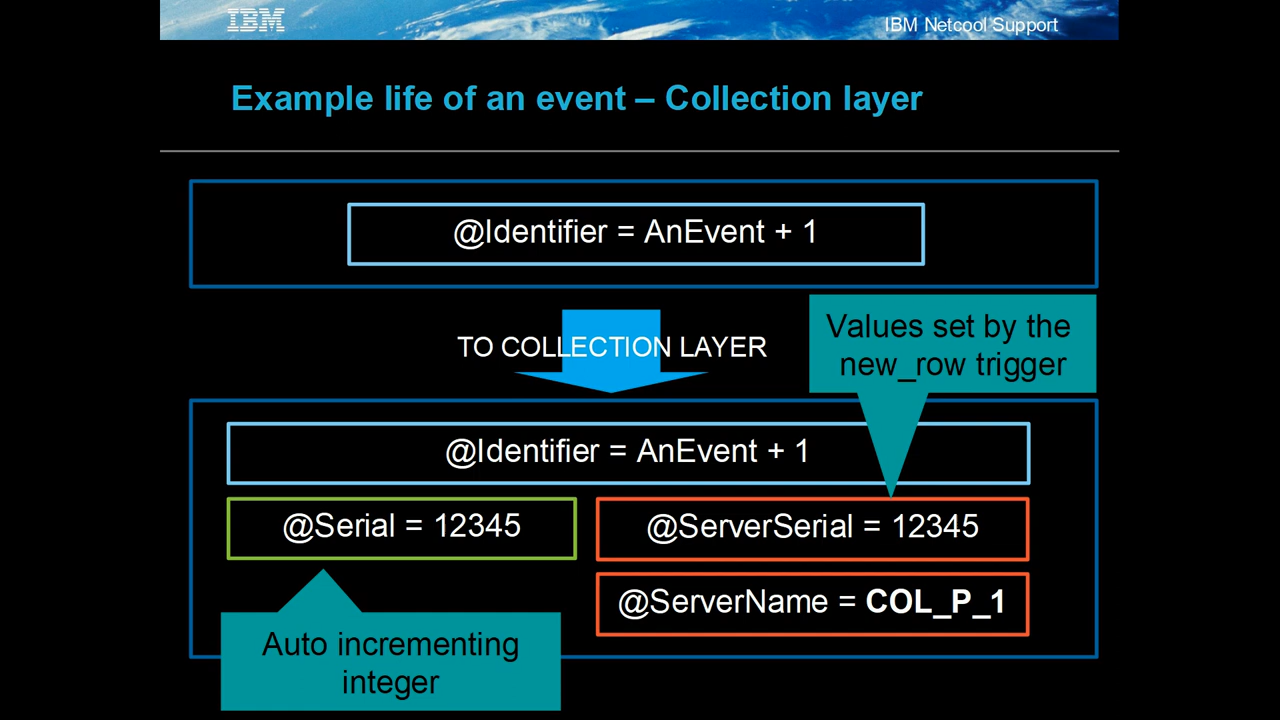 IBM
IBM Netcool Support
Example life of an event – Collection layer
@Identifier = AnEvent + 1
TO COLLECTION LAYER
Values set by the
new_row trigger
@Identifier = AnEvent + 1
@Serial = 12345
@ServerSerial = 12345
@ServerName = COL_P_1
Auto incrementing
integer